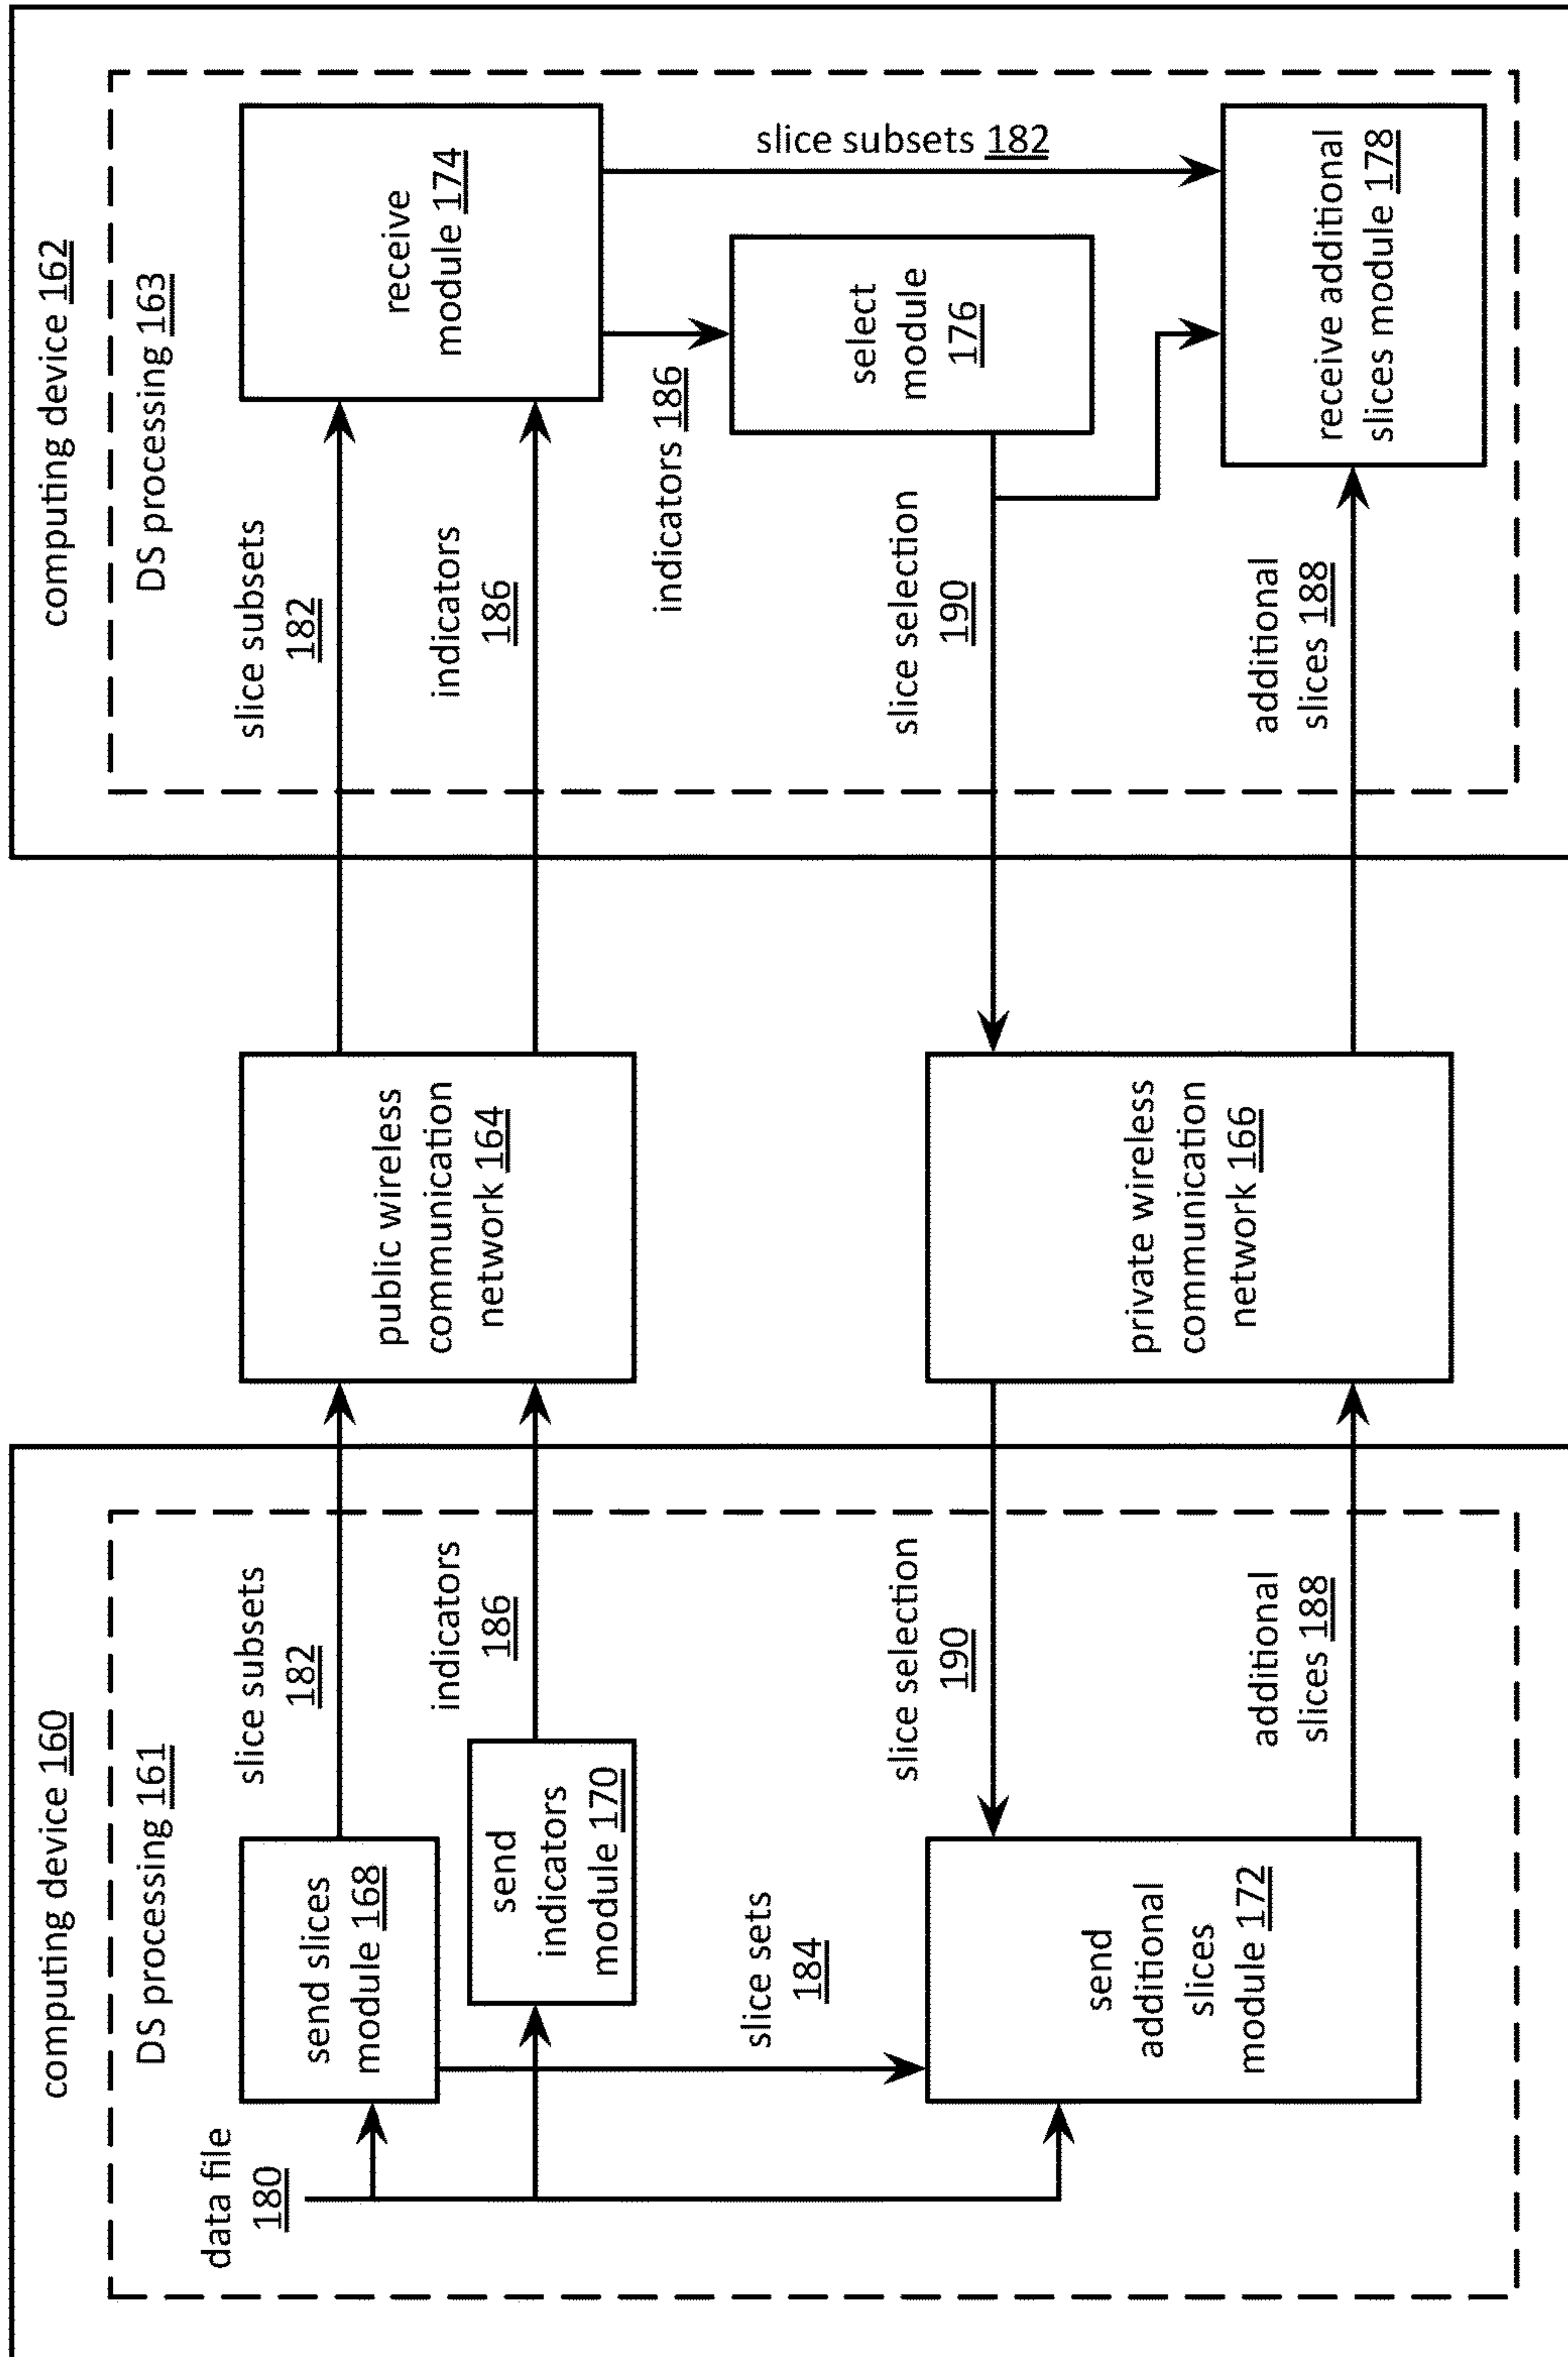 computing device 160
DS processing 161
data file
180
send slices
module 168
slice subsets
182
send
indicators
module 170
indicators
186
slice sets
184
send
additional
slices
module 172
slice selection
190
additional
slices 188
public wireless
communication
network 164
private wireless
communication
network 166
computing device 162
DS processing 163
slice subsets
182
indicators
186
receive
module 174
indicators 186
slice subsets 182
select
module
176
slice selection
190
additional
slices 188
receive additional
slices module 178